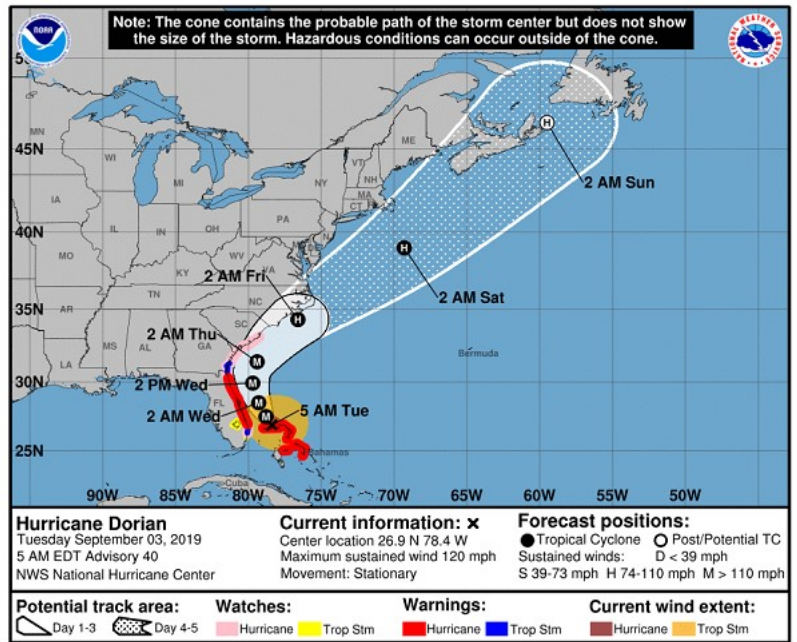 Note: The cone contains the probable path of the storm center but does not show
the size of the storm. Hazardous conditions can occur outside of the cone.
NOAA
NATIONAL WEATHER SERVICE
45N
40N
35N
30N
25N
MN
WI
MI
IA
IL
IN
OH
PA
NY
VT
NH
MA
CT
ME
MO
KY
WV
VA
DE
TN
NC
AR
SC
MS
AL
GA
LA
FL
2 AM Sun
2 AM Sat
2 AM Fri
2 AM Thu
2 PM Wed
2 AM Wed
5 AM Tue
H
H
H
M
M
M
M
Bermuda
Bahamas
Cuba
90W 85W 80W 75W 70W 65W 60W 55W 50W
Hurricane Dorian
Tuesday September 03, 2019
5 AM EDT Advisory 40
NWS National Hurricane Center
Current information: x
Center location 26.9 N 78.4 W
Maximum sustained wind 120 mph
Movement: Stationary
Forecast positions:
Tropical Cyclone Post/Potential TC
Sustained winds: D < 39 mph
S 39-73 mph H 74-110 mph M > 110 mph
Potential track area:
Day 1-3 Day 4-5
Watches:
Hurricane Trop Stm
Warnings:
Hurricane Trop Stm
Current wind extent:
Hurricane Trop Stm